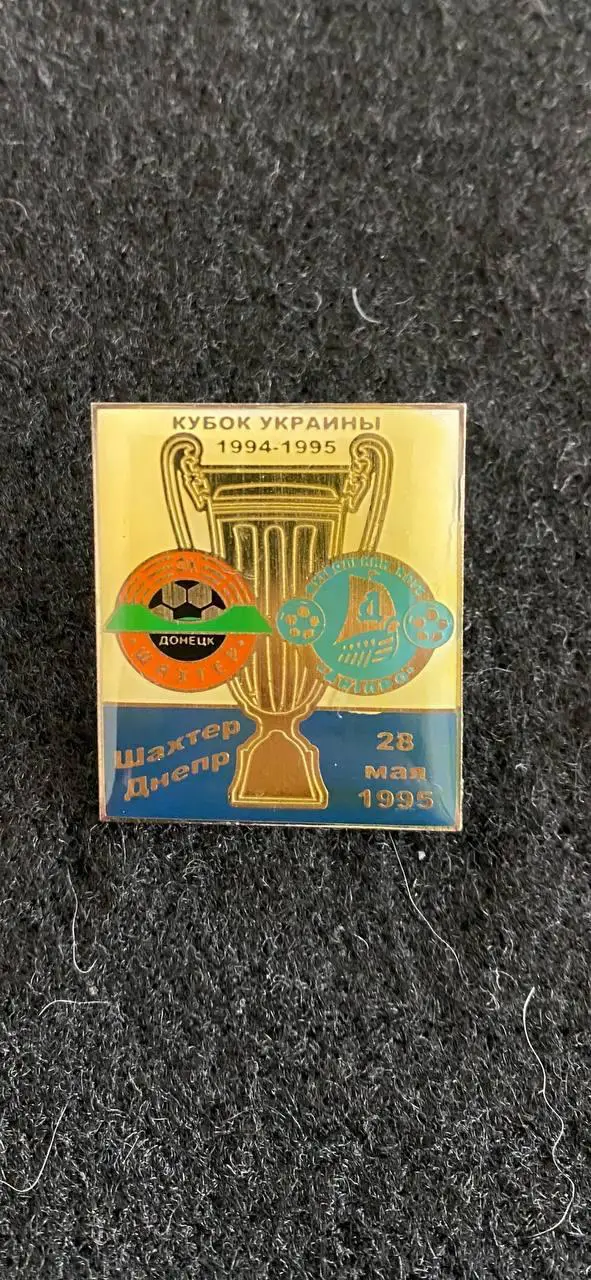 КУБОК УКРАИНЫ
1994-1995
ДОНЕЦК
ШАХТЕР
Шахтер
Днепр
28
мая
1995